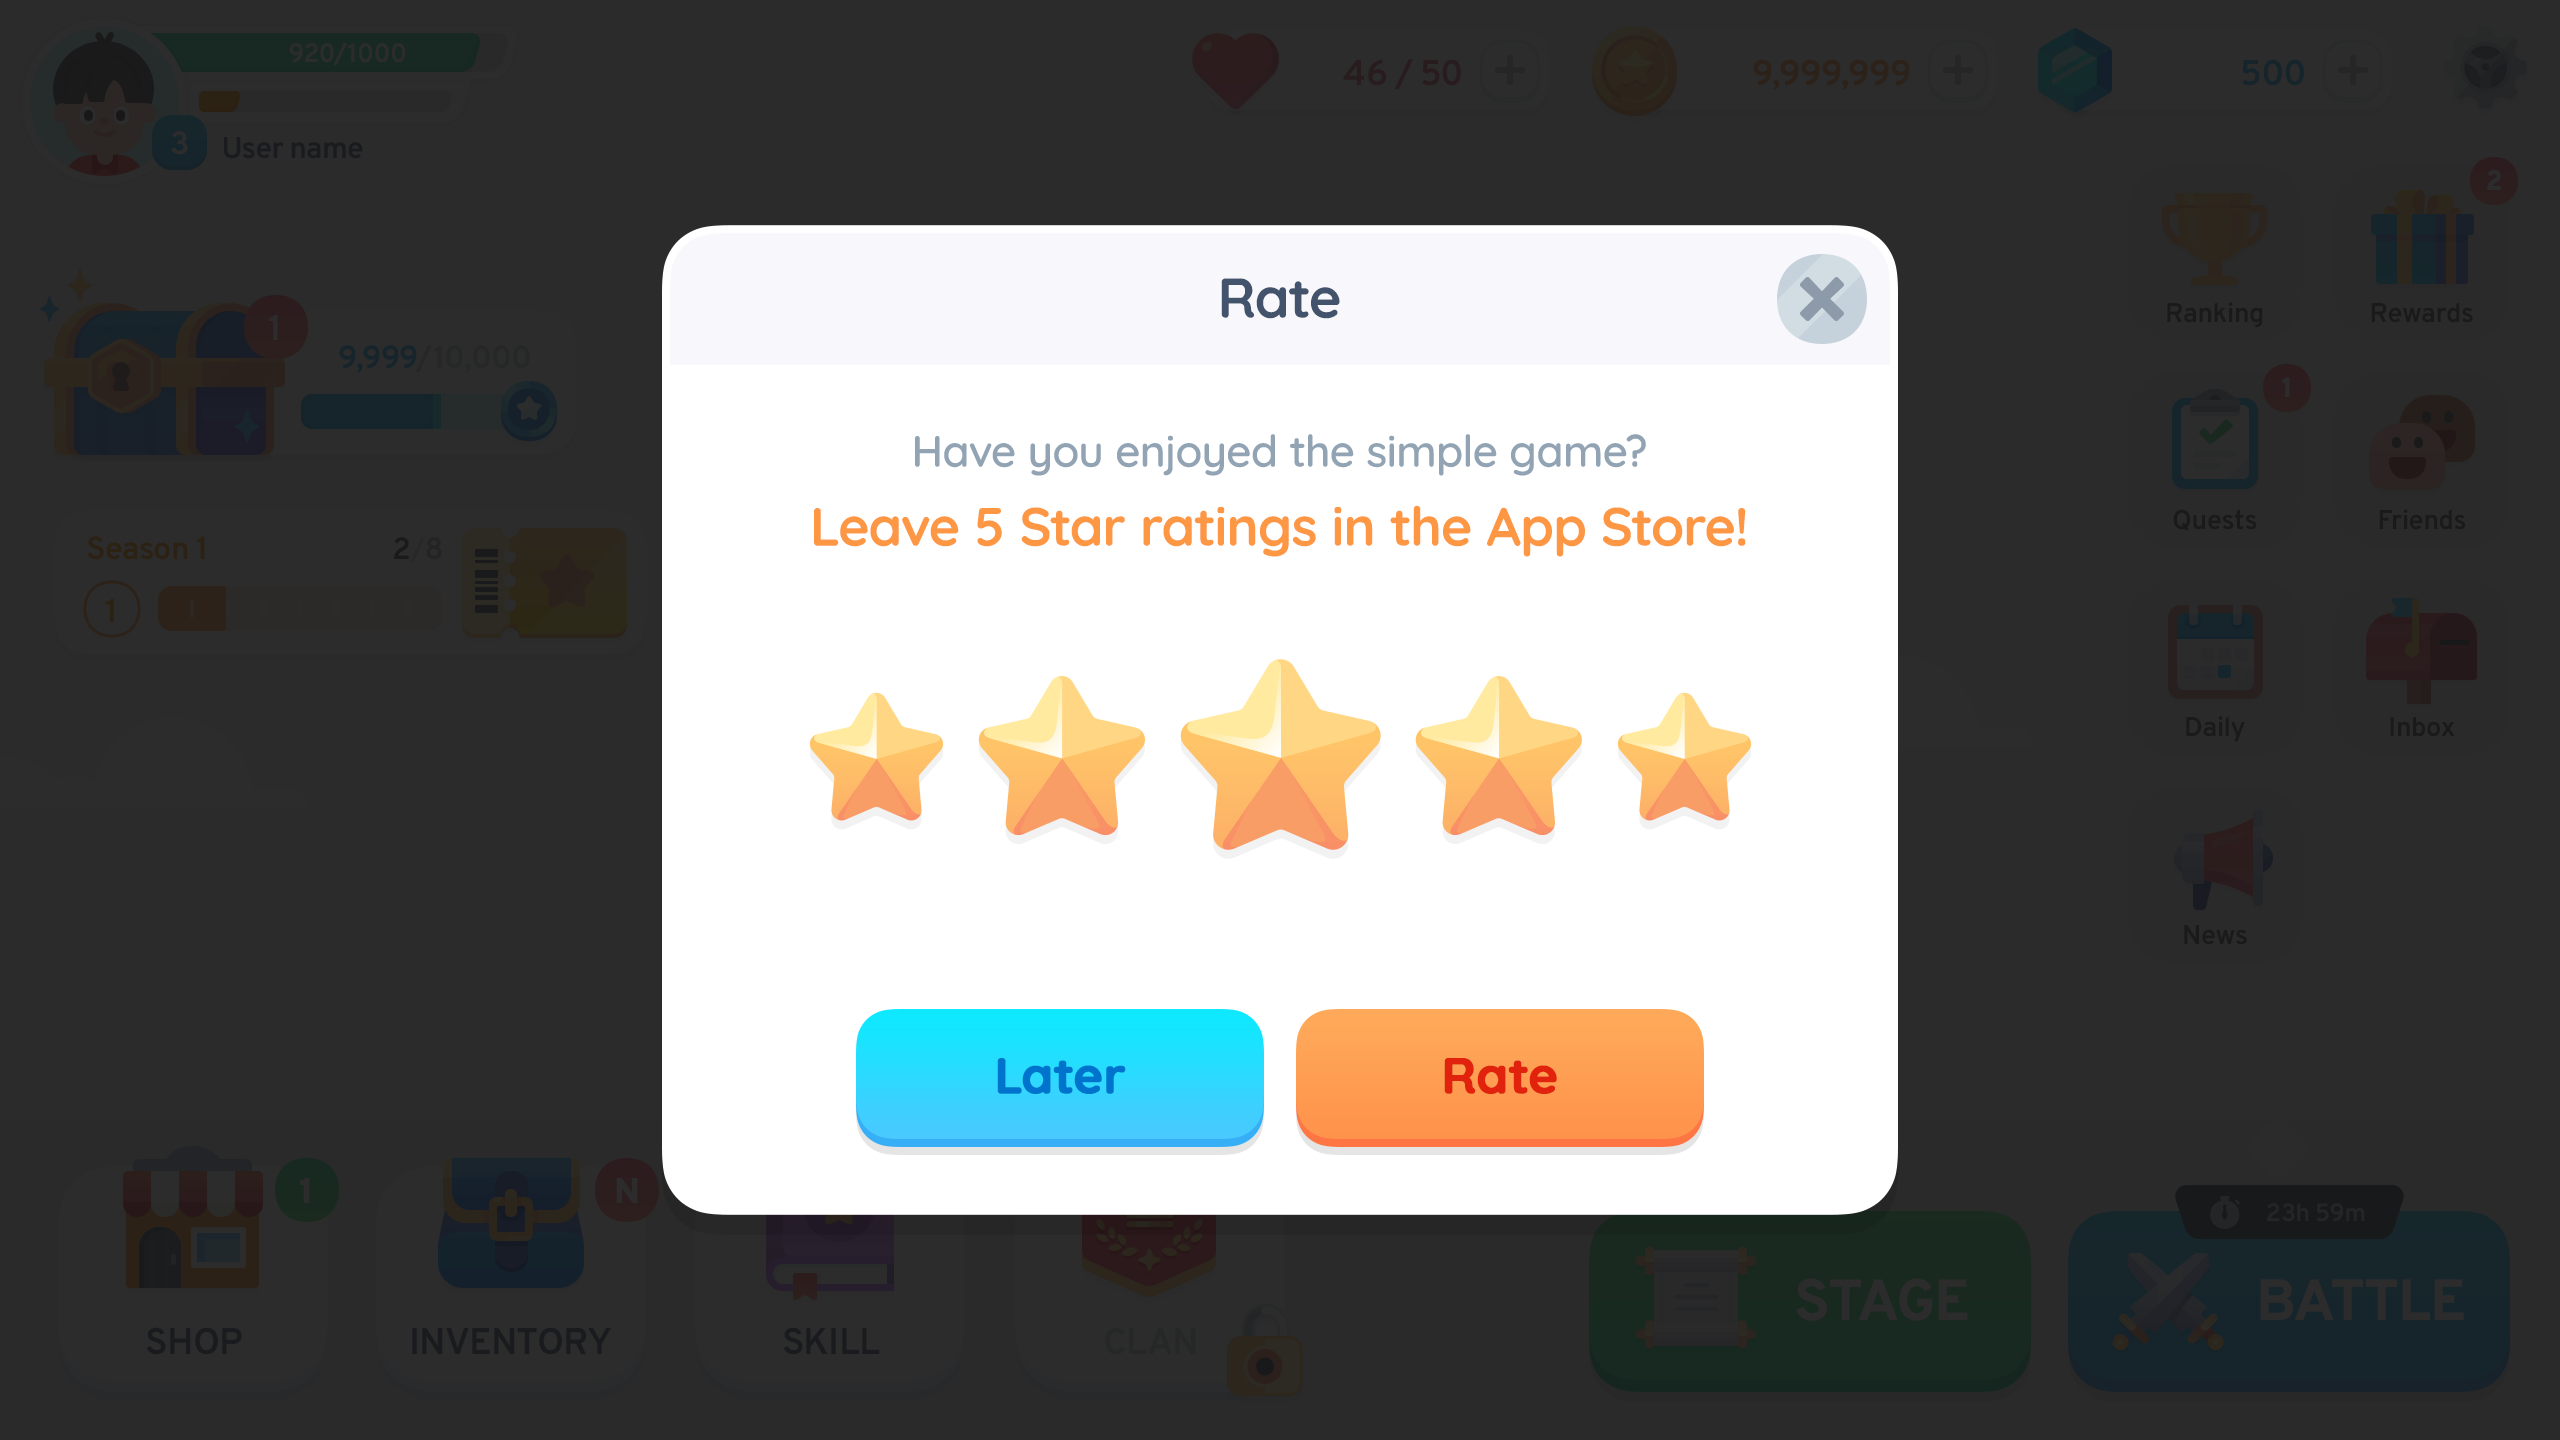 920/1000
3
User name
46 / 50
9,999,999
500
1
9,999/10,000
Season 1
2/8
1
1
2
Ranking
Rewards
1
Quests
Friends
Daily
Inbox
News
Rate
Have you enjoyed the simple game?
Leave 5 Star ratings in the App Store!
Later
Rate
1
N
SHOP
INVENTORY
SKILL
CLAN
STAGE
23h 59m
BATTLE